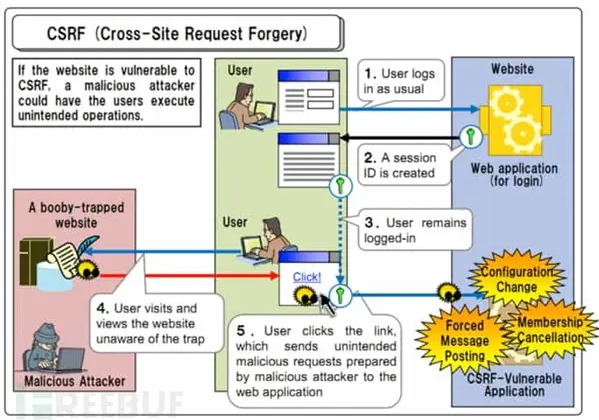 CSRF (Cross-Site Request Forgery)
If the website is vulnerable to
CSRF, a malicious attacker
could have the users execute
unintended operations.
User
1. User logs
in as usual
Website
2. A session
ID is created
Web application
(for login)
A booby-trapped
website
User
3. User remains
logged-in
Click!
4. User visits and
views the website
unaware of the trap
5. User clicks the link,
which sends unintended
malicious requests prepared
by malicious attacker to the
web application
Configuration
Change
Forced
Message
Posting
Membership
Cancellation
Malicious Attacker
CSRF-Vulnerable
Application
REEBUF